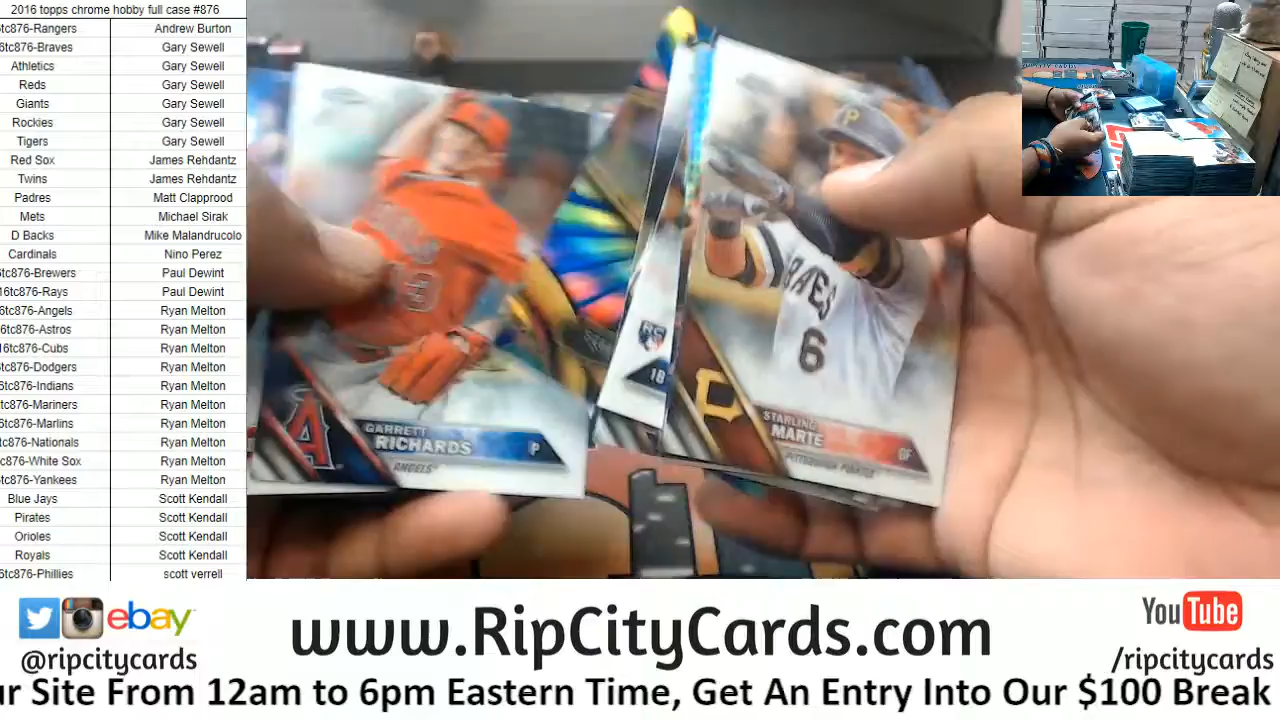 2016 topps chrome hobby full case #876
6tc876-Rangers Andrew Burton
6tc876-Braves Gary Sewell
Athletics Gary Sewell
Reds Gary Sewell
Giants Gary Sewell
Rockies Gary Sewell
Tigers Gary Sewell
Red Sox James Rehdantz
Twins James Rehdantz
Padres Matt Clapprood
Mets Michael Sirak
D Backs Mike Malandrucolo
Cardinals Nino Perez
6tc876-Brewers Paul Dewint
16tc876-Rays Paul Dewint
6tc876-Angels Ryan Melton
6tc876-Astros Ryan Melton
16tc876-Cubs Ryan Melton
6tc876-Dodgers Ryan Melton
6tc876-Indians Ryan Melton
6tc876-Mariners Ryan Melton
6tc876-Marlins Ryan Melton
tc876-Nationals Ryan Melton
c876-White Sox Ryan Melton
6tc876-Yankees Ryan Melton
Blue Jays Scott Kendall
Pirates Scott Kendall
Orioles Scott Kendall
Royals Scott Kendall
6tc876-Phillies scott verrell
GARRETT
RICHARDS P
ANGELS
A
1B
P
6
STARLING
MARTE OF
PITTSBURGH PIRATES
ebay
@ripcitycards
www.RipCityCards.com
YouTube
/ripcitycards
ur Site From 12am to 6pm Eastern Time, Get An Entry Into Our $100 Break